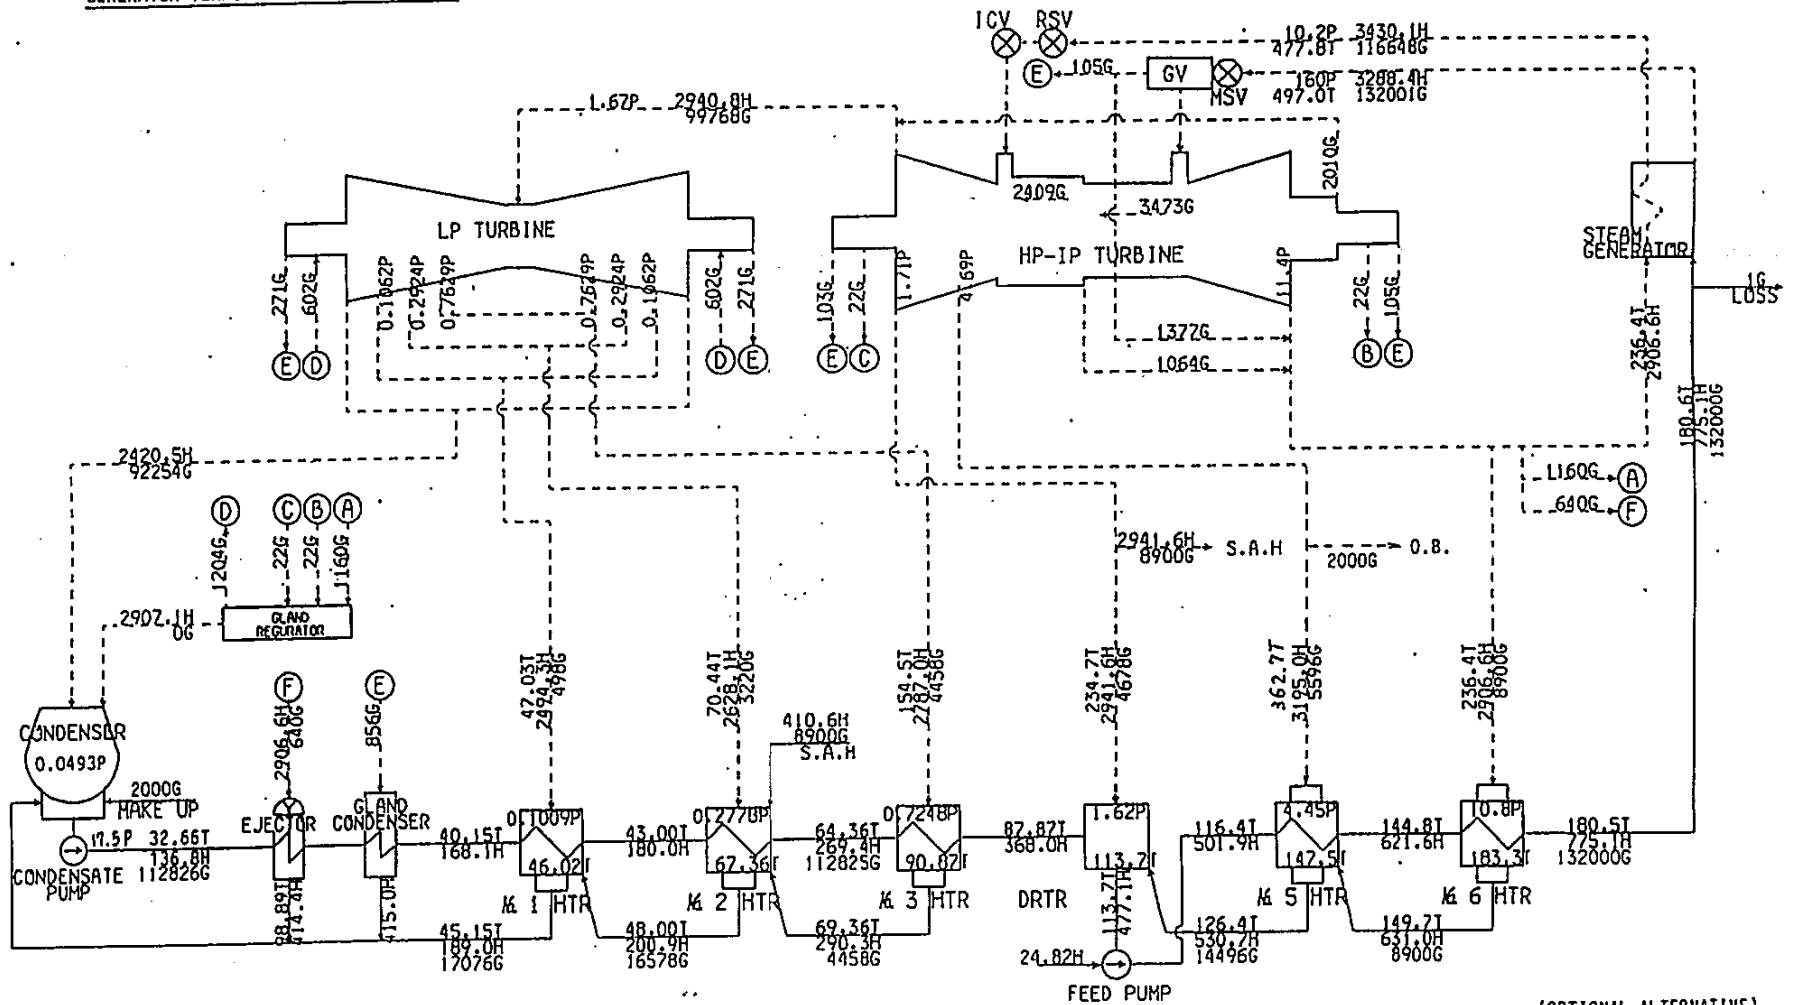 ICV RSV
10.2P 3430.1H
477.8T 116648G
E 105G GV
MSV
160P 3288.4H
497.0T 132001G
1.67P 2940.8H
99768G
2010G
2409G
3473G
LP TURBINE
HP-IP TURBINE
STEAM
GENERATOR
1G
LOSS
271G
602G
0.1062P
0.2924P
0.7629P
0.7629P
0.2924P
0.1062P
602G
271G
103G
22G
1.71P
4.69P
11.4P
22G
105G
1377G
1064G
E D
D E
E C
B E
236.4T
2906.6H
180.6T
775.1H
132000G
2420.5H
92254G
1160G A
640G F
D C B A
1204G
22G
22G
1160G
2941.6H
8900G
S.A.H
2000G
O.B.
2907.1H
0G
GLAND
REGURATOR
47.03T
2494.3H
498G
70.44T
2628.1H
3220G
154.5T
2787.0H
4458G
234.7T
2941.6H
4678G
362.7T
3195.0H
5596G
236.4T
2906.6H
8900G
F E
2906.6H
640G
856G
410.6H
8900G
S.A.H
CONDENSER
0.0493P
2000G
MAKE UP
EJECTOR
GLAND
CONDENSER
17.5P 32.66T
136.8H
112826G
CONDENSATE
PUMP
40.15T
168.1H
0.1009P
46.02T
43.00T
180.0H
0.2778P
67.36T
64.36T
269.4H
112825G
0.7248P
90.87T
87.87T
368.0H
1.62P
113.7T
116.4T
501.9H
4.45P
147.5T
144.8T
621.6H
10.8P
183.3T
180.5T
775.1H
132000G
№ 1 HTR
№ 2 HTR
№ 3 HTR
DRTR
№ 5 HTR
№ 6 HTR
98.89T
414.4H
415.0H
45.15T
189.0H
17076G
48.00T
200.9H
16578G
69.36T
290.3H
4458G
113.7T
477.1H
126.4T
530.7H
14496G
149.7T
631.0H
8900G
24.82H
FEED PUMP
(OPTIONAL ALTERNATIVE)